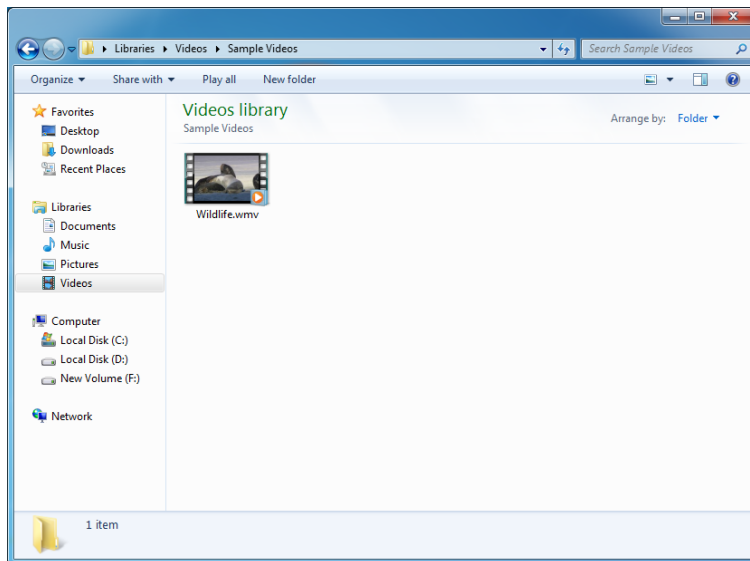 Libraries Videos Sample Videos
Search Sample Videos
Organize Share with Play all New folder
Favorites
Desktop
Downloads
Recent Places
Libraries
Documents
Music
Pictures
Videos
Computer
Local Disk (C:)
Local Disk (D:)
New Volume (F:)
Network
Videos library
Sample Videos
Arrange by: Folder
Wildlife.wmv
1 item